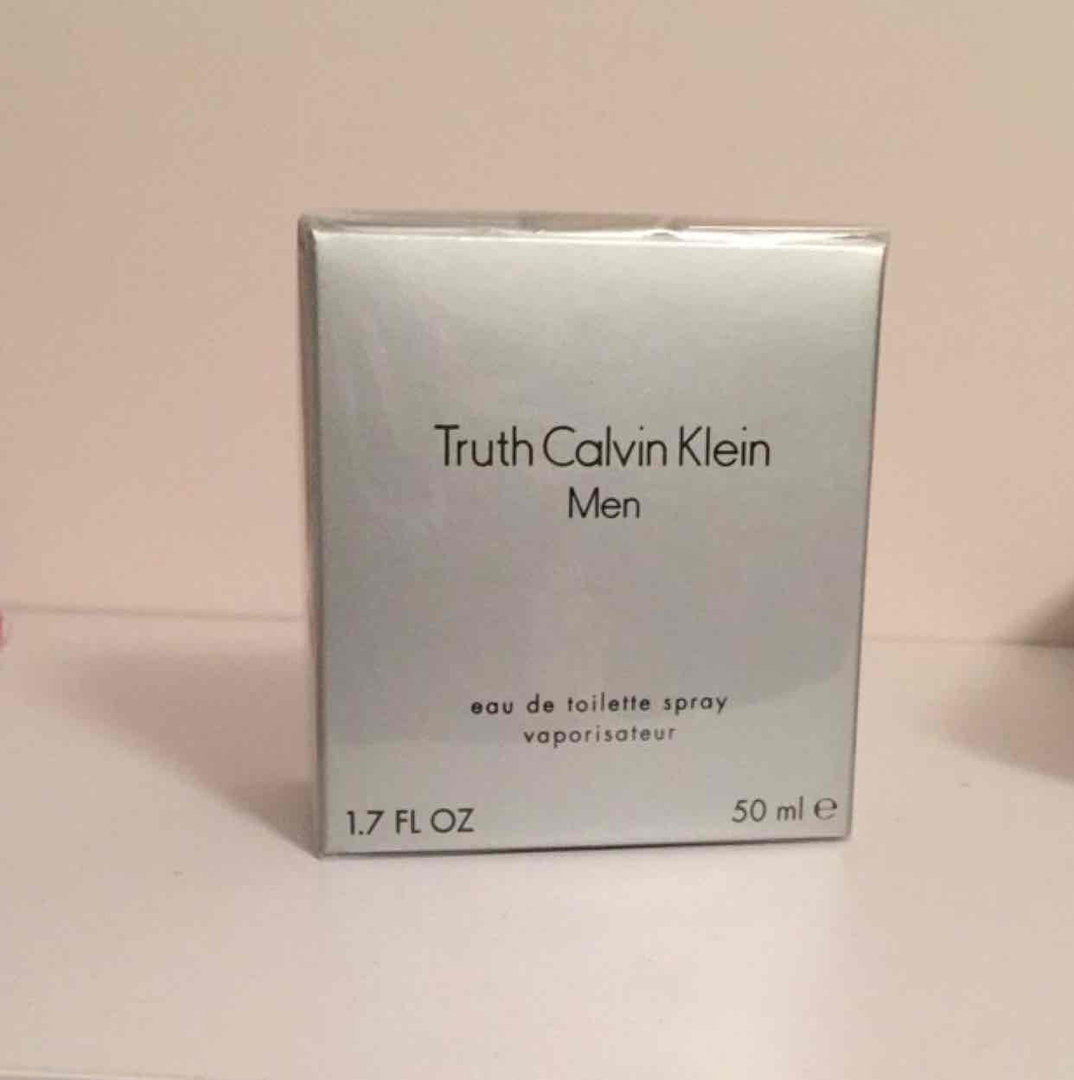 Truth Calvin Klein
Men
eau de toilette spray
vaporisateur
1.7 FL OZ
50 ml ℮